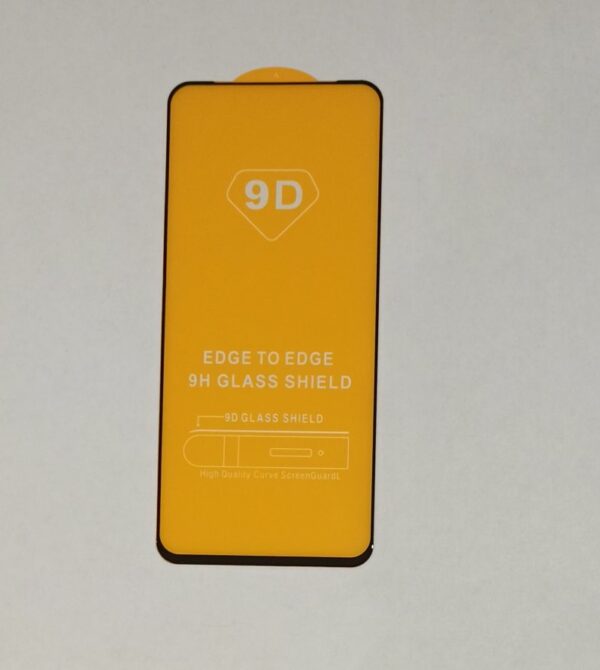 9D
EDGE TO EDGE
9H GLASS SHIELD
9D GLASS SHIELD
High Quality Curve ScreenGuardL